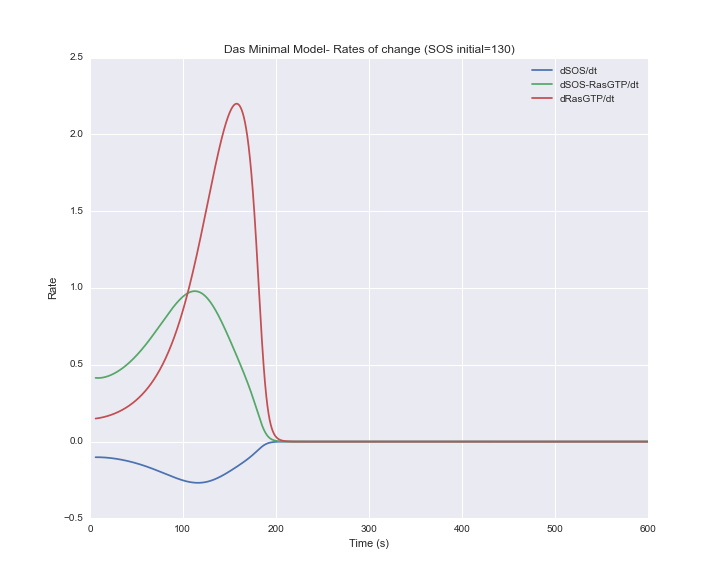 Das Minimal Model- Rates of change (SOS initial=130)
2.5
2.0
1.5
1.0
0.5
0.0
−0.5
Rate
dSOS/dt
dSOS-RasGTP/dt
dRasGTP/dt
0
100
200
300
400
500
600
Time (s)